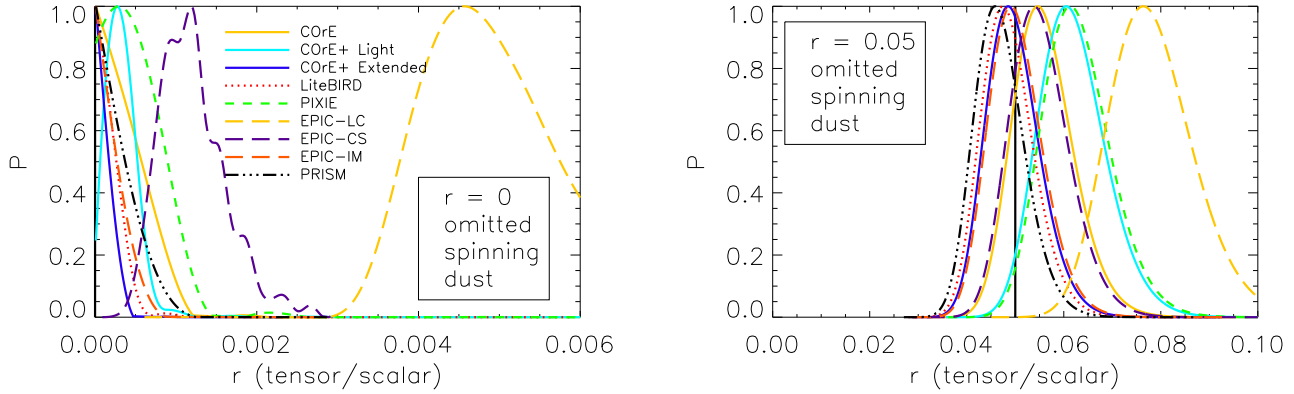 1.0
0.8
0.6
0.4
0.2
0.0
P
COrE
COrE+ Light
COrE+ Extended
LiteBIRD
PIXIE
EPIC-LC
EPIC-CS
EPIC-IM
PRISM
r = 0
omitted
spinning
dust
0.000 0.002 0.004 0.006
r (tensor/scalar)
1.0
0.8
0.6
0.4
0.2
0.0
P
r = 0.05
omitted
spinning
dust
0.00 0.02 0.04 0.06 0.08 0.10
r (tensor/scalar)